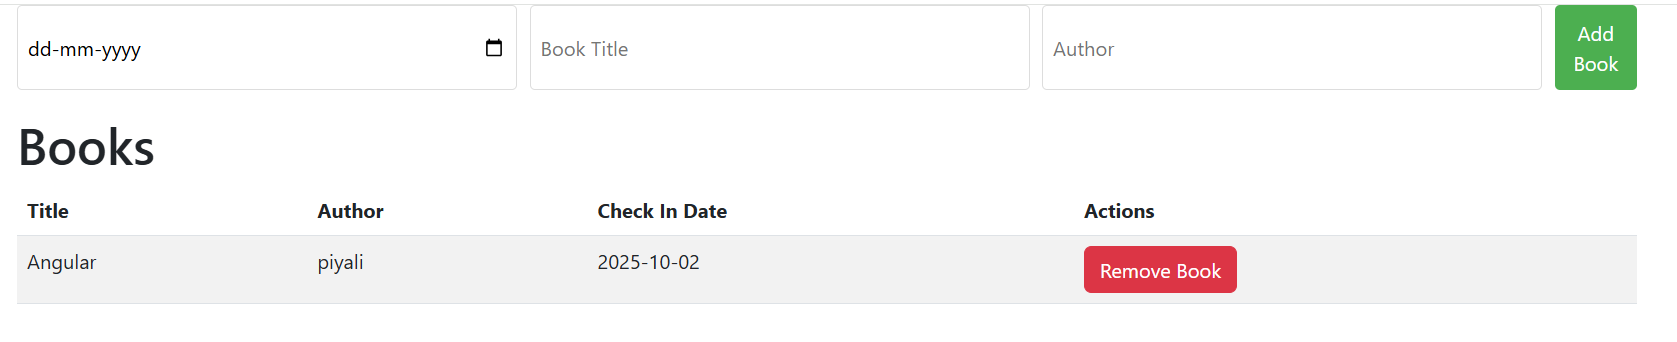 dd-mm-yyyy Book Title Author Add
Book
Books
Title Author Check In Date Actions
Angular piyali 2025-10-02 Remove Book